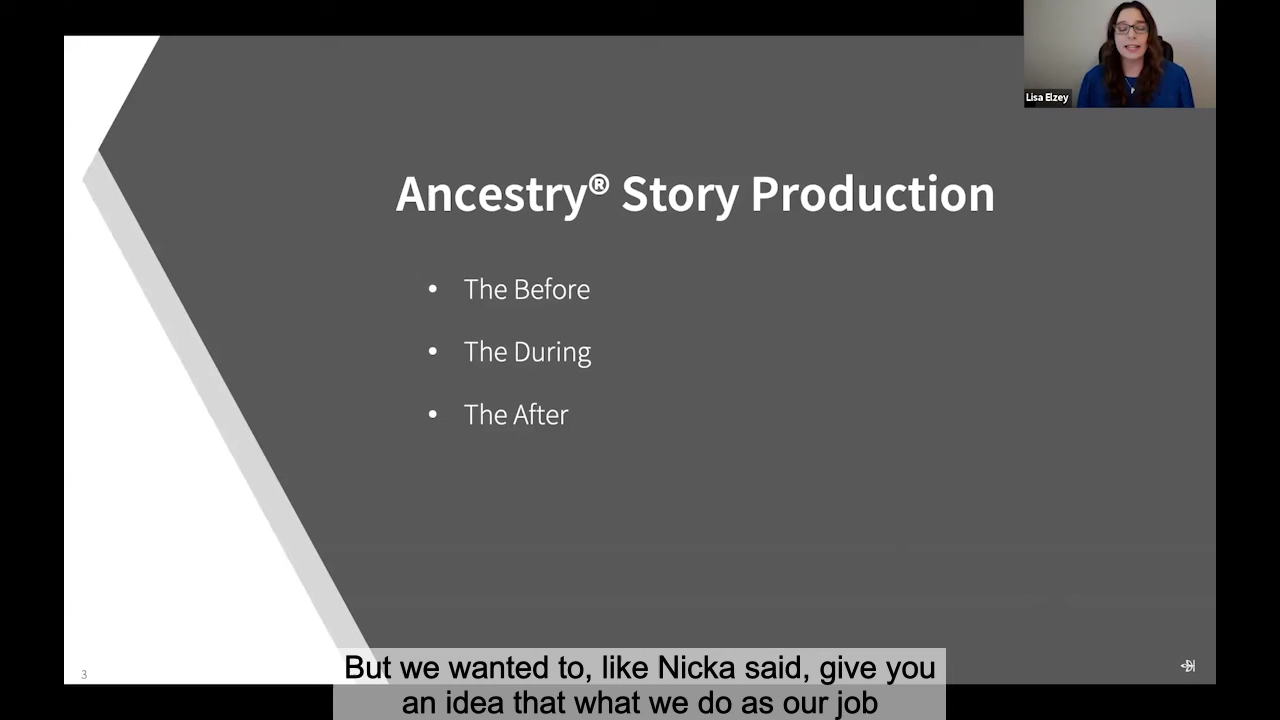 Lisa Elzey
Ancestry® Story Production
• The Before
• The During
• The After
3
But we wanted to, like Nicka said, give you
an idea that what we do as our job